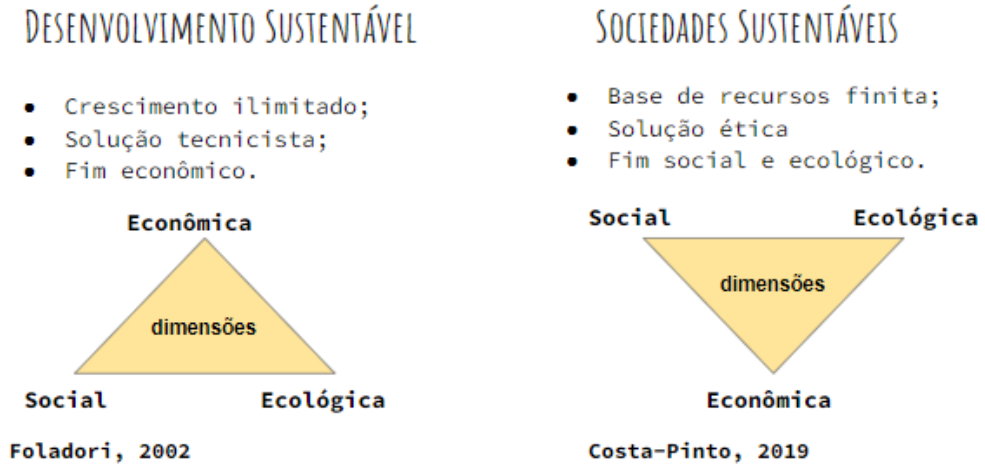 DESENVOLVIMENTO SUSTENTÁVEL
● Crescimento ilimitado;
● Solução tecnicista;
● Fim econômico.
Econômica
dimensões
Social Ecológica
Foladori, 2002
SOCIEDADES SUSTENTÁVEIS
● Base de recursos finita;
● Solução ética
● Fim social e ecológico.
Social Ecológica
dimensões
Econômica
Costa-Pinto, 2019